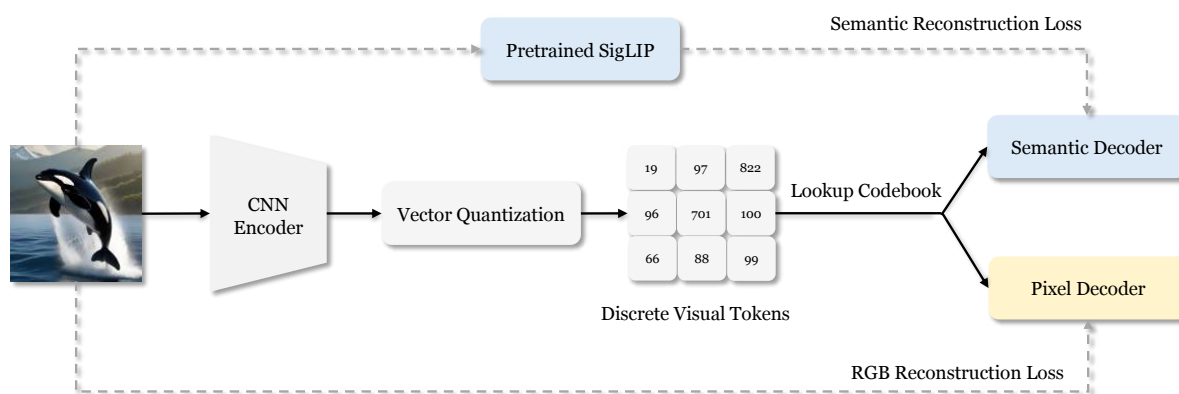 Semantic Reconstruction Loss
Pretrained SigLIP
Semantic Decoder
CNN
Encoder
Vector Quantization
19 97 822
96 701 100
66 88 99
Lookup Codebook
Discrete Visual Tokens
Pixel Decoder
RGB Reconstruction Loss